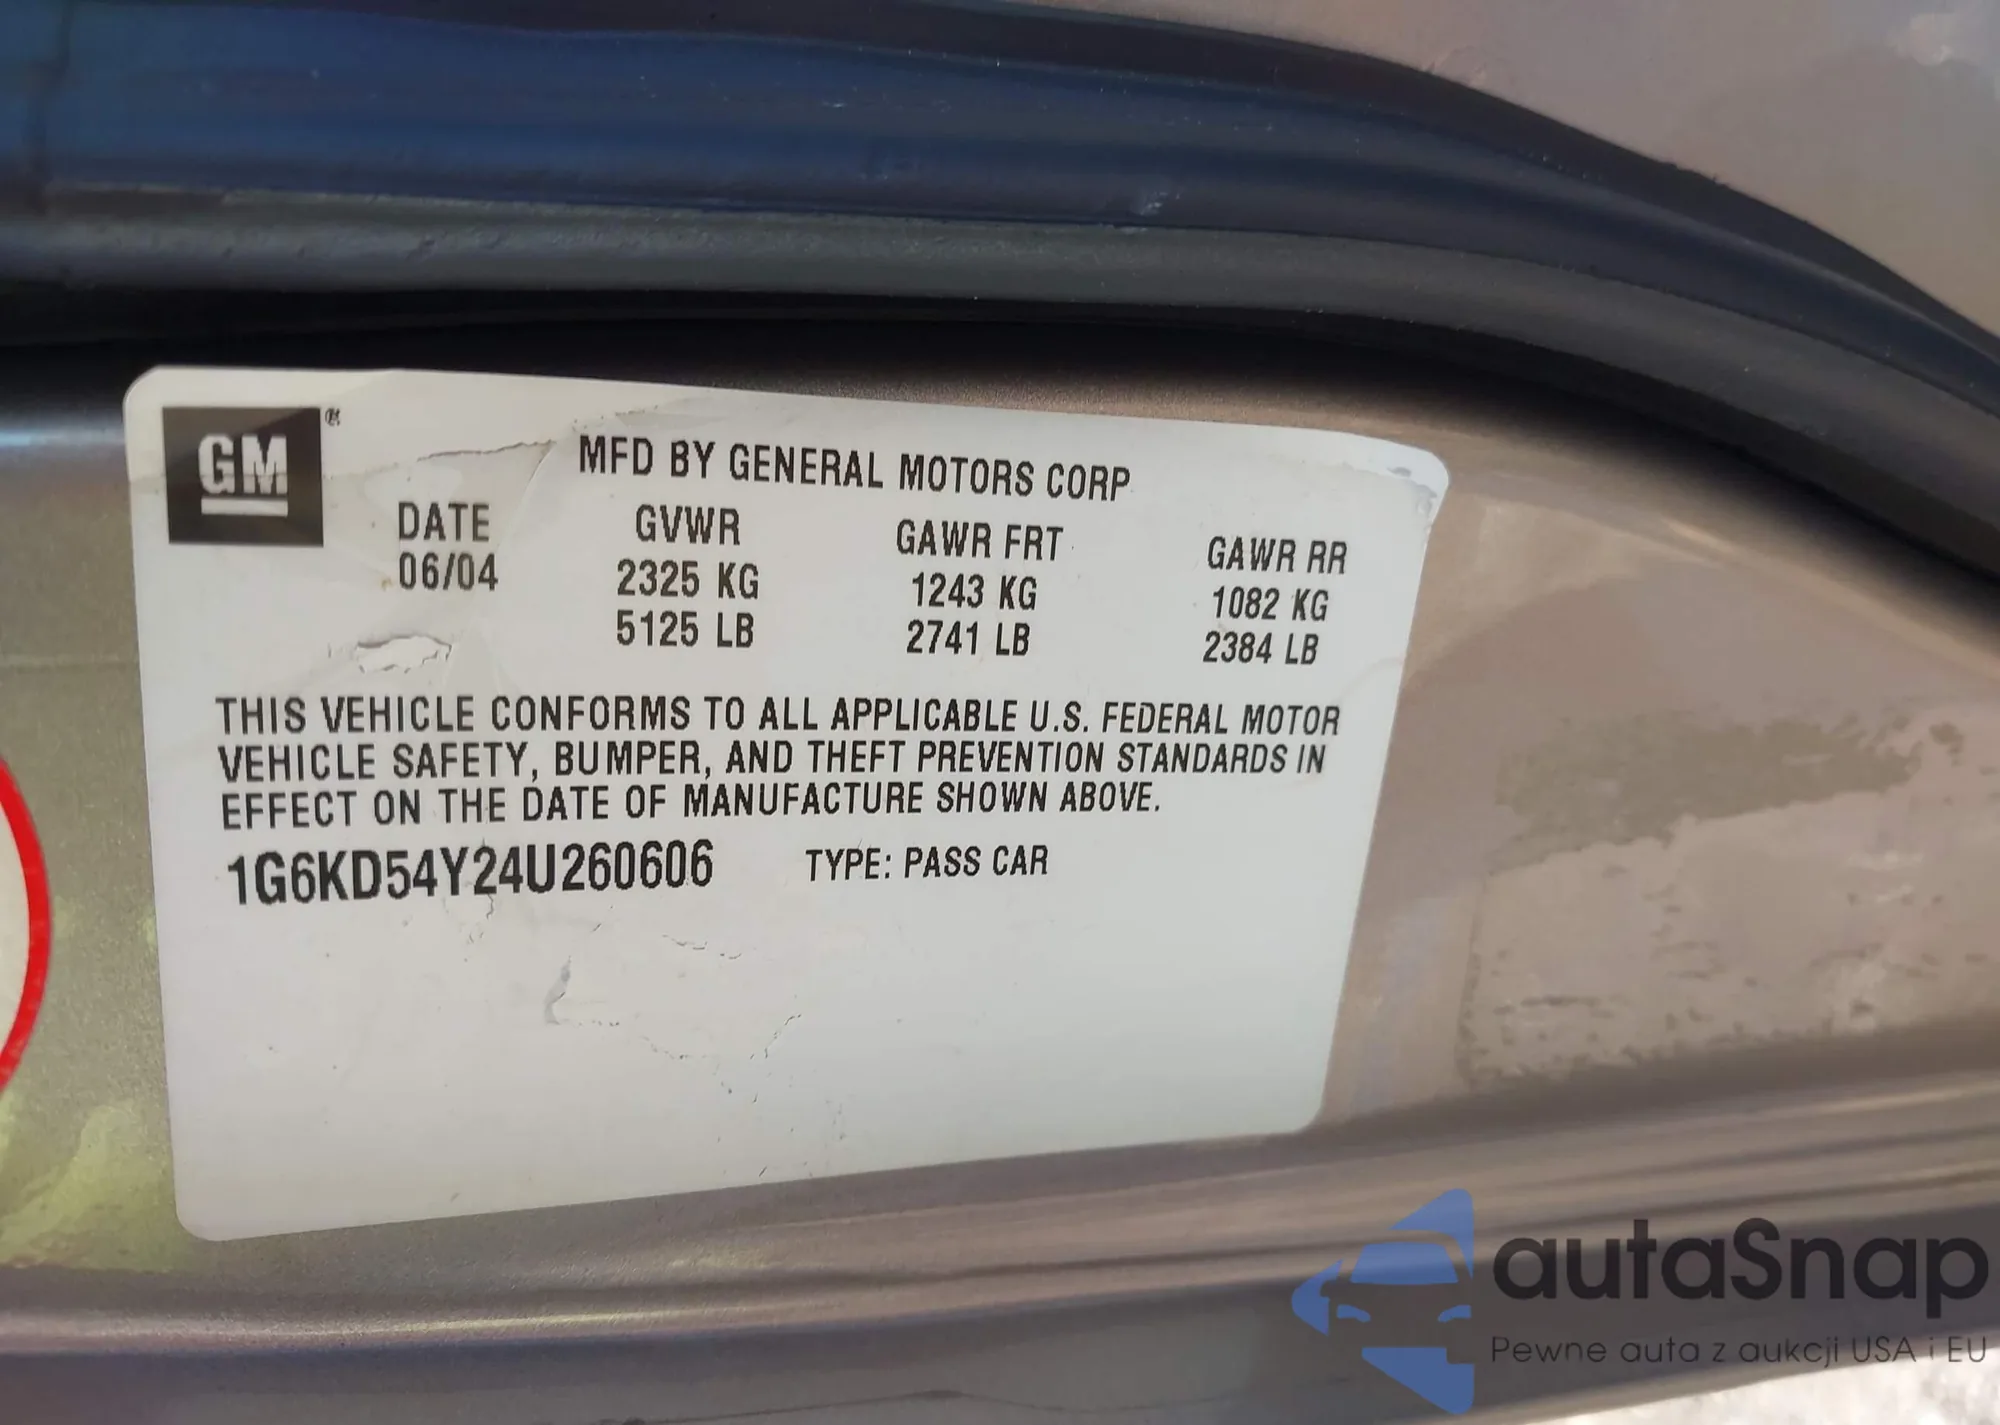 GM ®
MFD BY GENERAL MOTORS CORP
DATE GVWR GAWR FRT GAWR RR
06/04 2325 KG 1243 KG 1082 KG
5125 LB 2741 LB 2384 LB
THIS VEHICLE CONFORMS TO ALL APPLICABLE U.S. FEDERAL MOTOR
VEHICLE SAFETY, BUMPER, AND THEFT PREVENTION STANDARDS IN
EFFECT ON THE DATE OF MANUFACTURE SHOWN ABOVE.
1G6KD54Y24U260606 TYPE: PASS CAR
autaSnap
Pewne auta z aukcji USA i EU